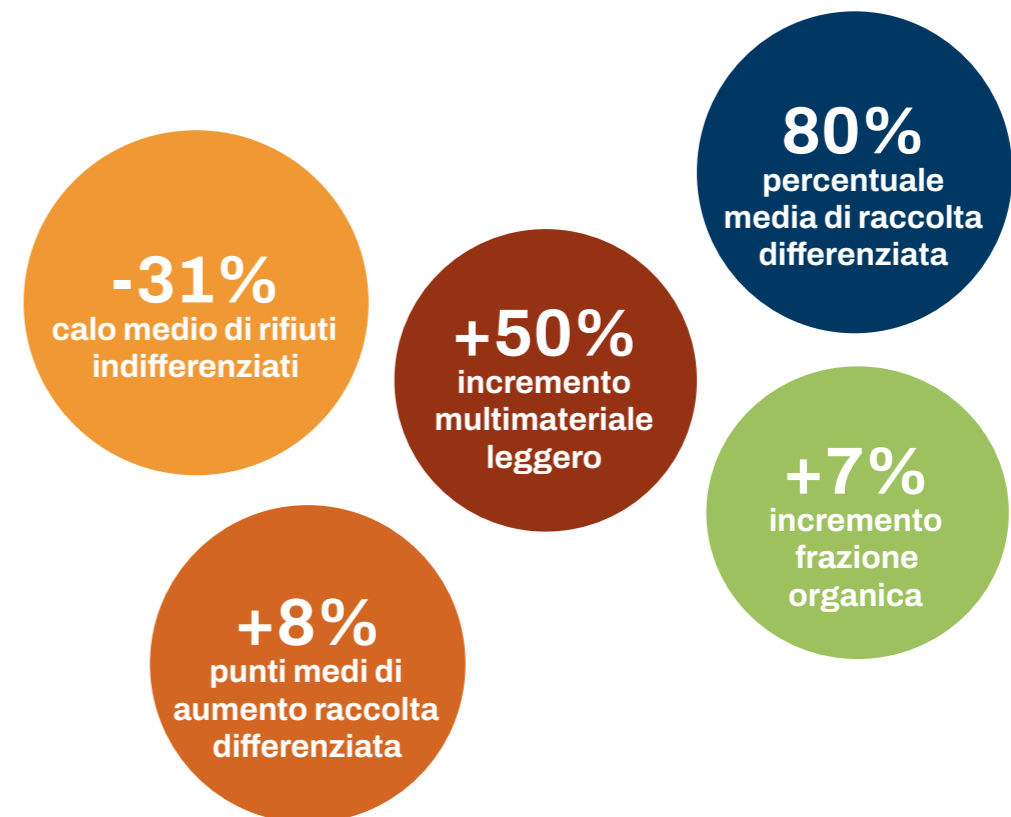 -31%
calo medio di rifiuti
indifferenziati
+50%
incremento
multimateriale
leggero
80%
percentuale
media di raccolta
differenziata
+7%
incremento
frazione
organica
+8%
punti medi di
aumento raccolta
differenziata